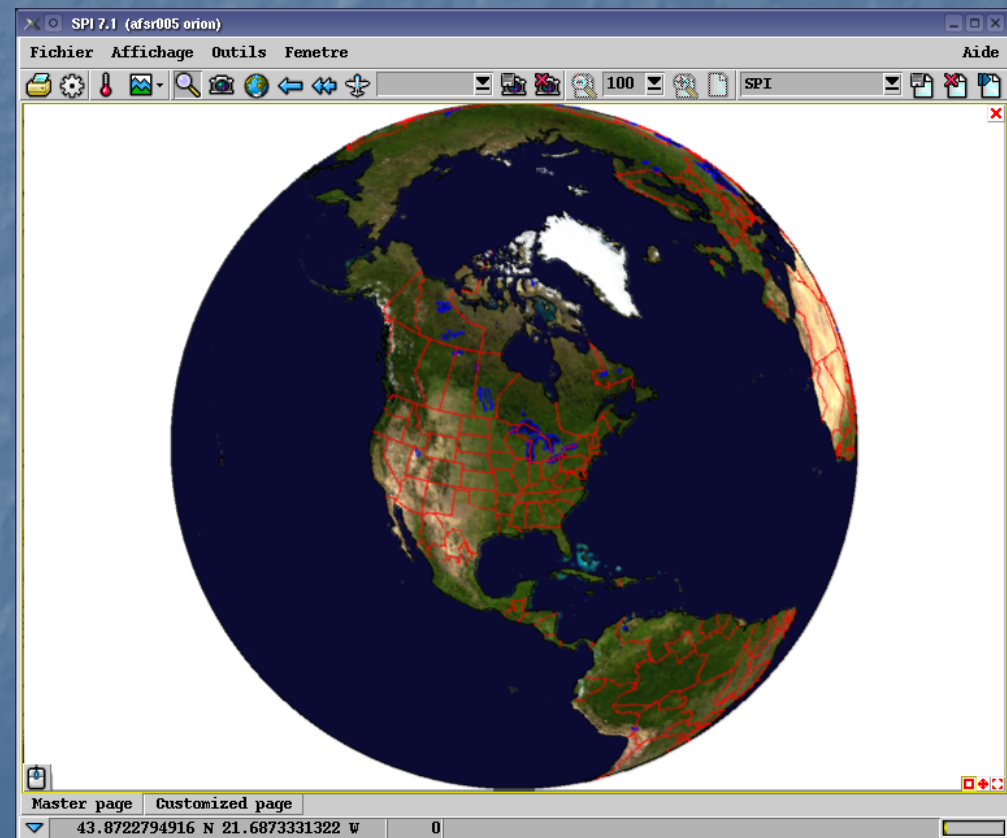 SPI 7.1 (afsr005 orion)
Fichier Affichage Outils Fenetre Aide
100 SPI
Master page Customized page
43.8722794916 N 21.6873331322 W 0